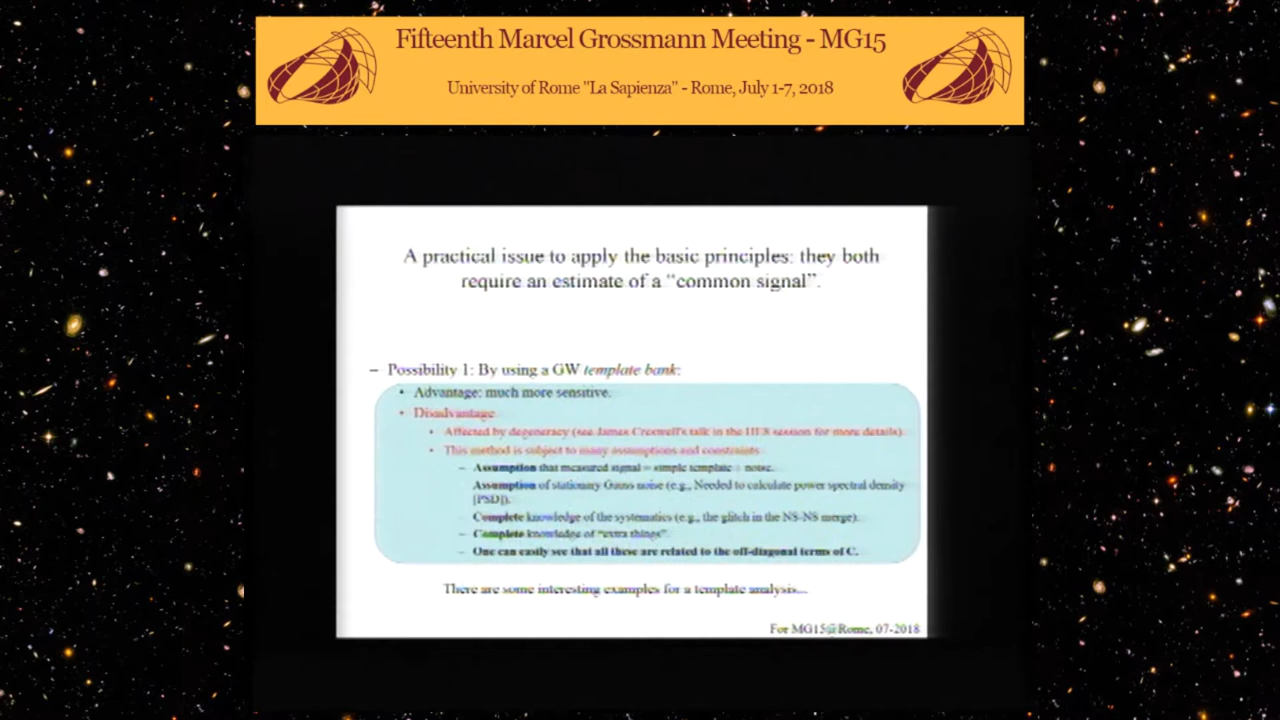 Fifteenth Marcel Grossmann Meeting - MG15
University of Rome "La Sapienza" - Rome, July 1-7, 2018
A practical issue to apply the basic principles: they both
require an estimate of a “common signal”.
– Possibility 1: By using a GW template bank:
• Advantage: much more sensitive.
• Disadvantage
• Affected by degeneracy (see James Creswell's talk in the session for more details).
• This method is subject to many assumptions and constraints
– Assumption that measured signal = simple template + noise.
Assumption of stationary Gauss noise (e.g., Needed to calculate power spectral density
[PSD]).
– Complete knowledge of the systematics (e.g., the glitch in the NS-NS merge).
– Complete knowledge of “extra things”.
– One can easily see that all these are related to the off-diagonal terms of C.
There are some interesting examples for a template analysis...
For MG15@Rome, 07-2018